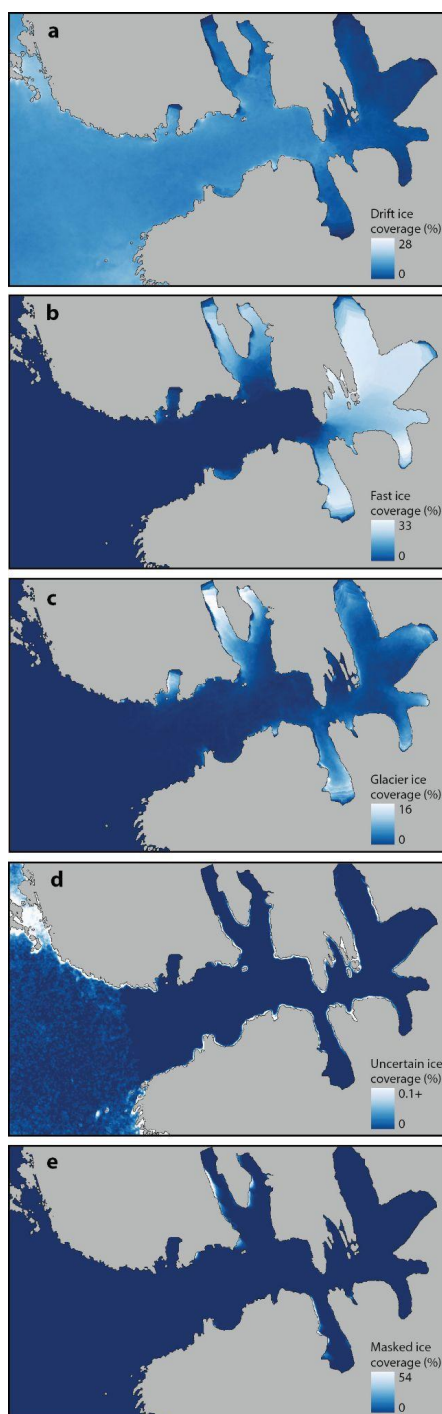 a
Drift ice
coverage (%)
28
0
b
Fast ice
coverage (%)
33
0
c
Glacier ice
coverage (%)
16
0
d
Uncertain ice
coverage (%)
0.1+
0
e
Masked ice
coverage (%)
54
0